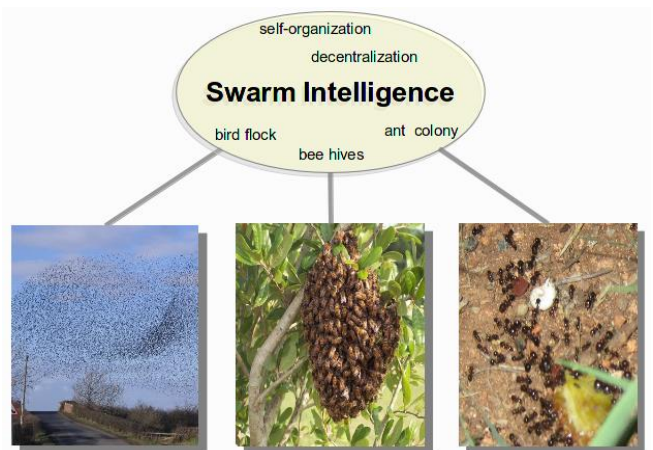 self-organization
decentralization
Swarm Intelligence
bird flock
ant colony
bee hives